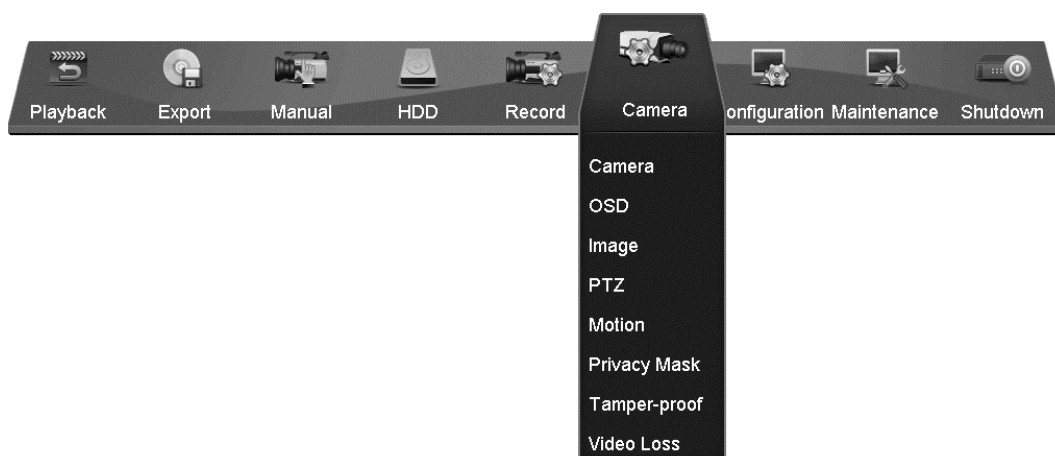 Playback Export Manual HDD Record Camera onfiguration Maintenance Shutdown
Camera
OSD
Image
PTZ
Motion
Privacy Mask
Tamper-proof
Video Loss